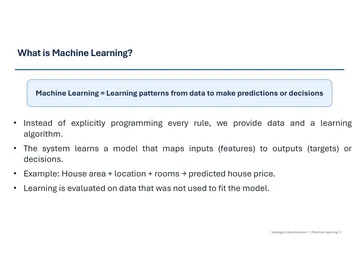 What is Machine Learning?
Machine Learning = Learning patterns from data to make predictions or decisions
• Instead of explicitly programming every rule, we provide data and a learning
algorithm.
• The system learns a model that maps inputs (features) to outputs (targets) or
decisions.
• Example: House area + location + rooms → predicted house price.
• Learning is evaluated on data that was not used to fit the model.
Intelligent Data Systems